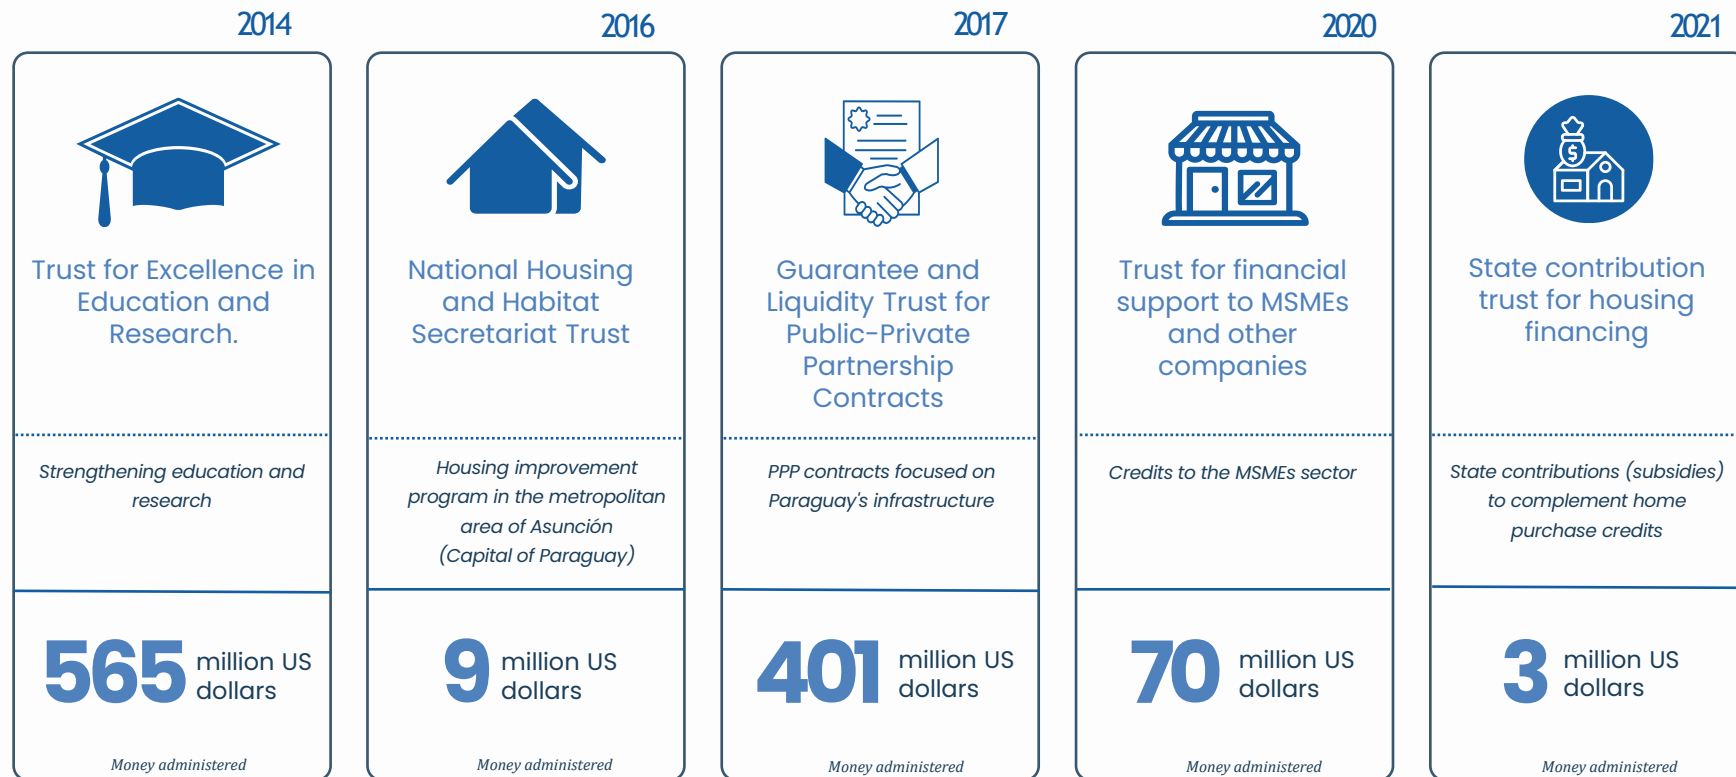 2014
Trust for Excellence in
Education and
Research.
Strengthening education and
research
565 million US
dollars
Money administered
2016
National Housing
and Habitat
Secretariat Trust
Housing improvement
program in the metropolitan
area of Asunción
(Capital of Paraguay)
9 million US
dollars
Money administered
2017
Guarantee and
Liquidity Trust for
Public-Private
Partnership
Contracts
PPP contracts focused on
Paraguay's infrastructure
401 million US
dollars
Money administered
2020
Trust for financial
support to MSMEs
and other
companies
Credits to the MSMEs sector
70 million US
dollars
Money administered
2021
$
State contribution
trust for housing
financing
State contributions (subsidies)
to complement home
purchase credits
3 million US
dollars
Money administered